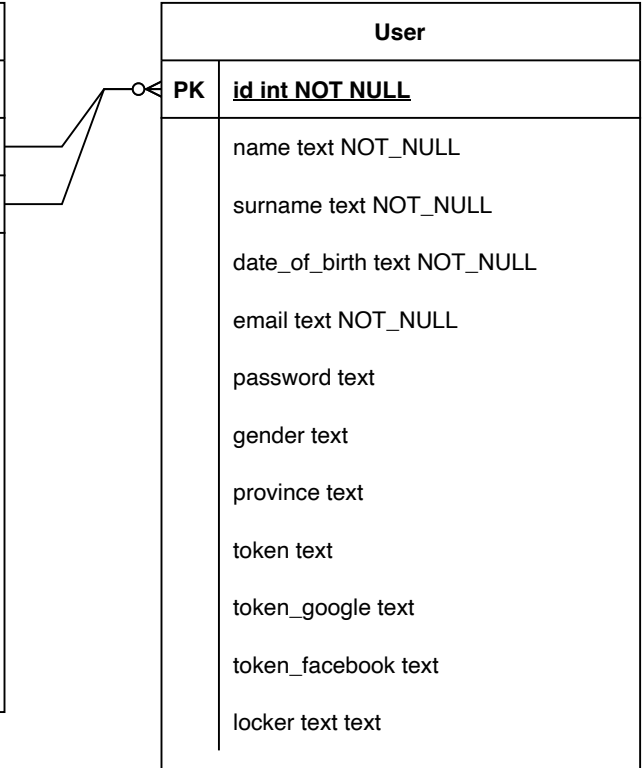 User
PK id int NOT NULL
name text NOT_NULL
surname text NOT_NULL
date_of_birth text NOT_NULL
email text NOT_NULL
password text
gender text
province text
token text
token_google text
token_facebook text
locker text text